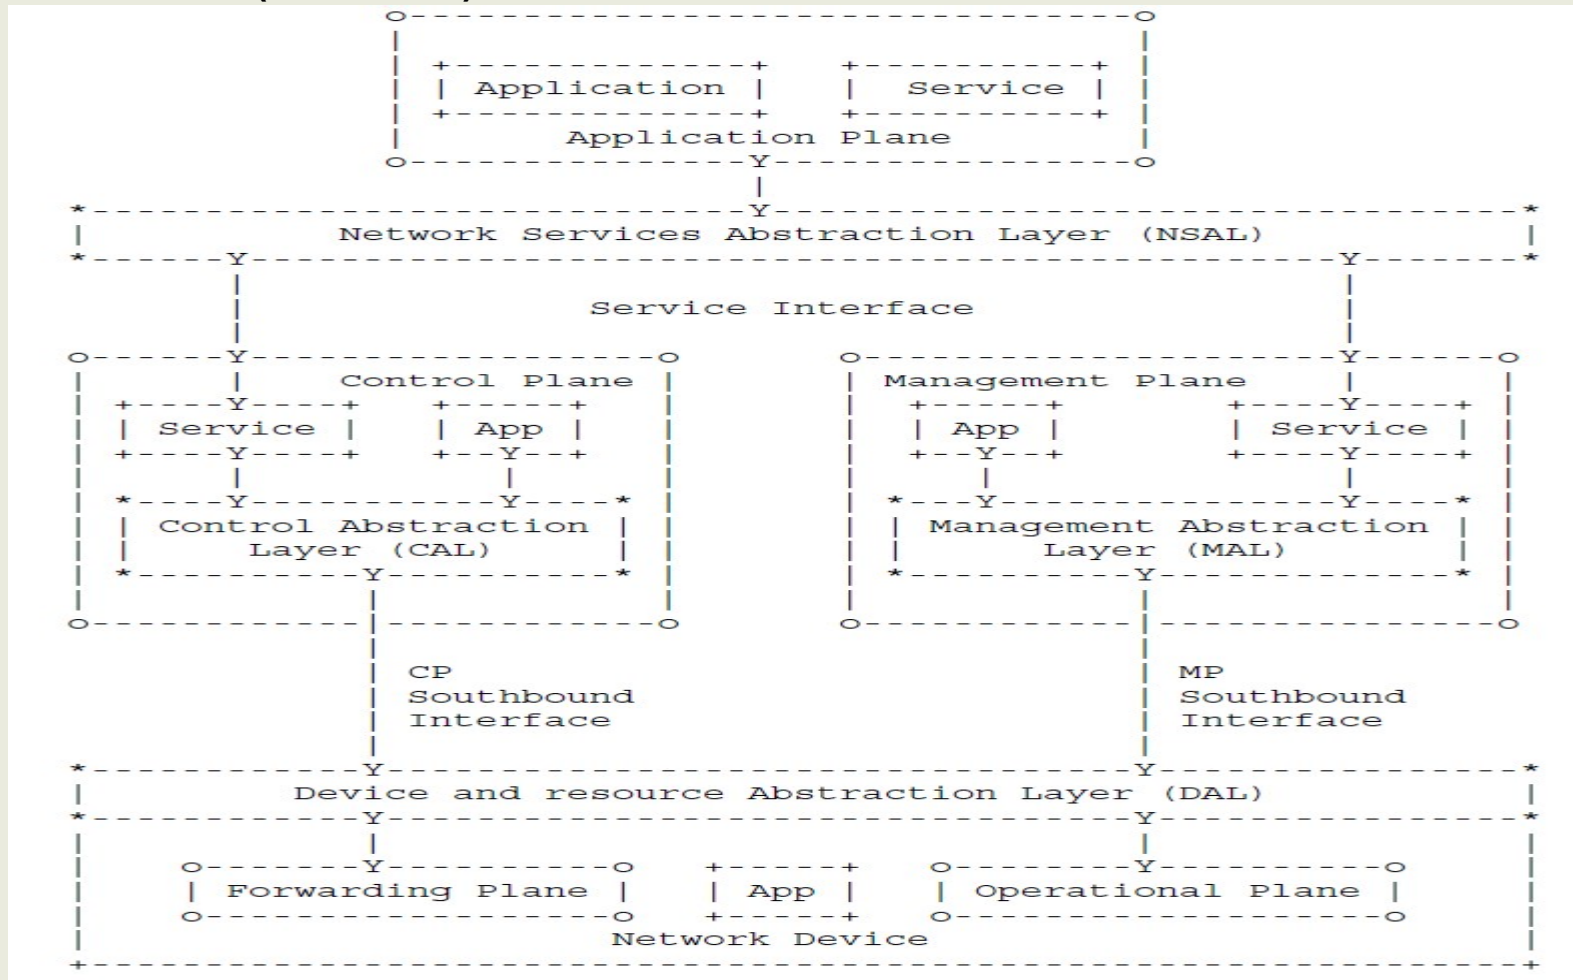 Application Service
Application Plane
Network Services Abstraction Layer (NSAL)
Service Interface
Control Plane Management Plane
Service App App Service
Control Abstraction Management Abstraction
Layer (CAL) Layer (MAL)
CP MP
Southbound Southbound
Interface Interface
Device and resource Abstraction Layer (DAL)
Forwarding Plane App Operational Plane
Network Device